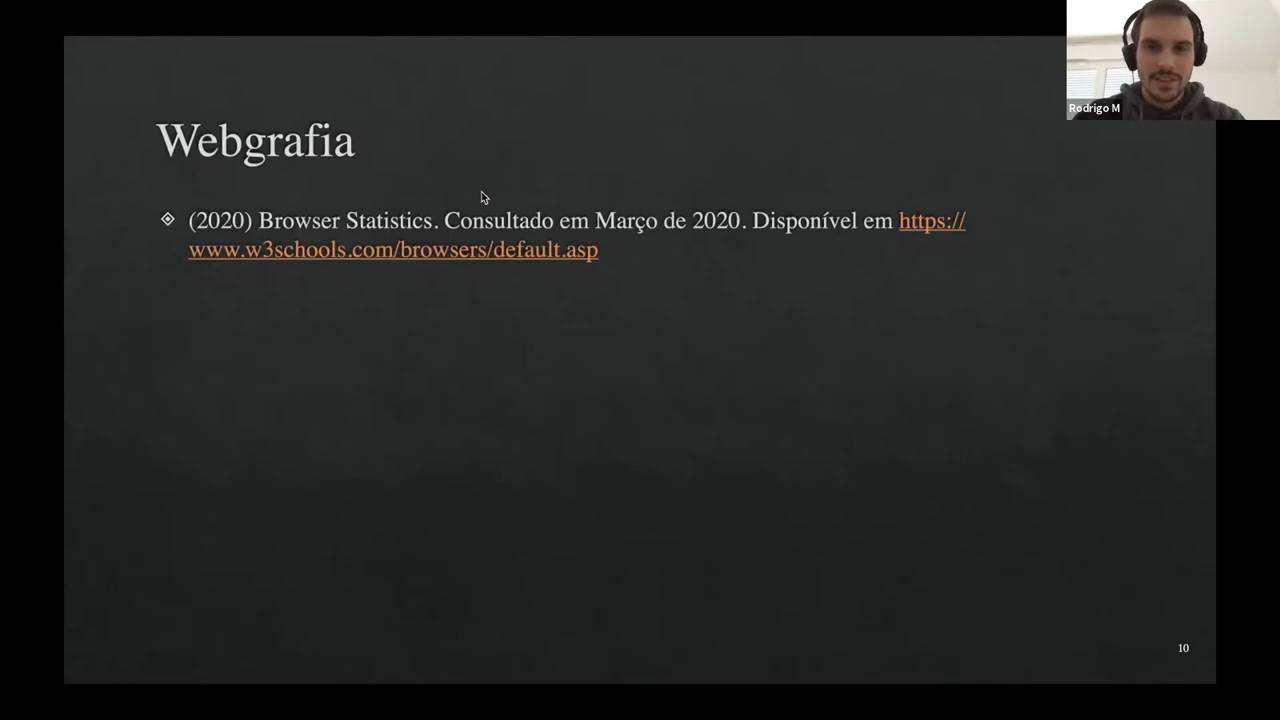 Rodrigo M
Webgrafia
(2020) Browser Statistics. Consultado em Março de 2020. Disponível em https://
www.w3schools.com/browsers/default.asp
10